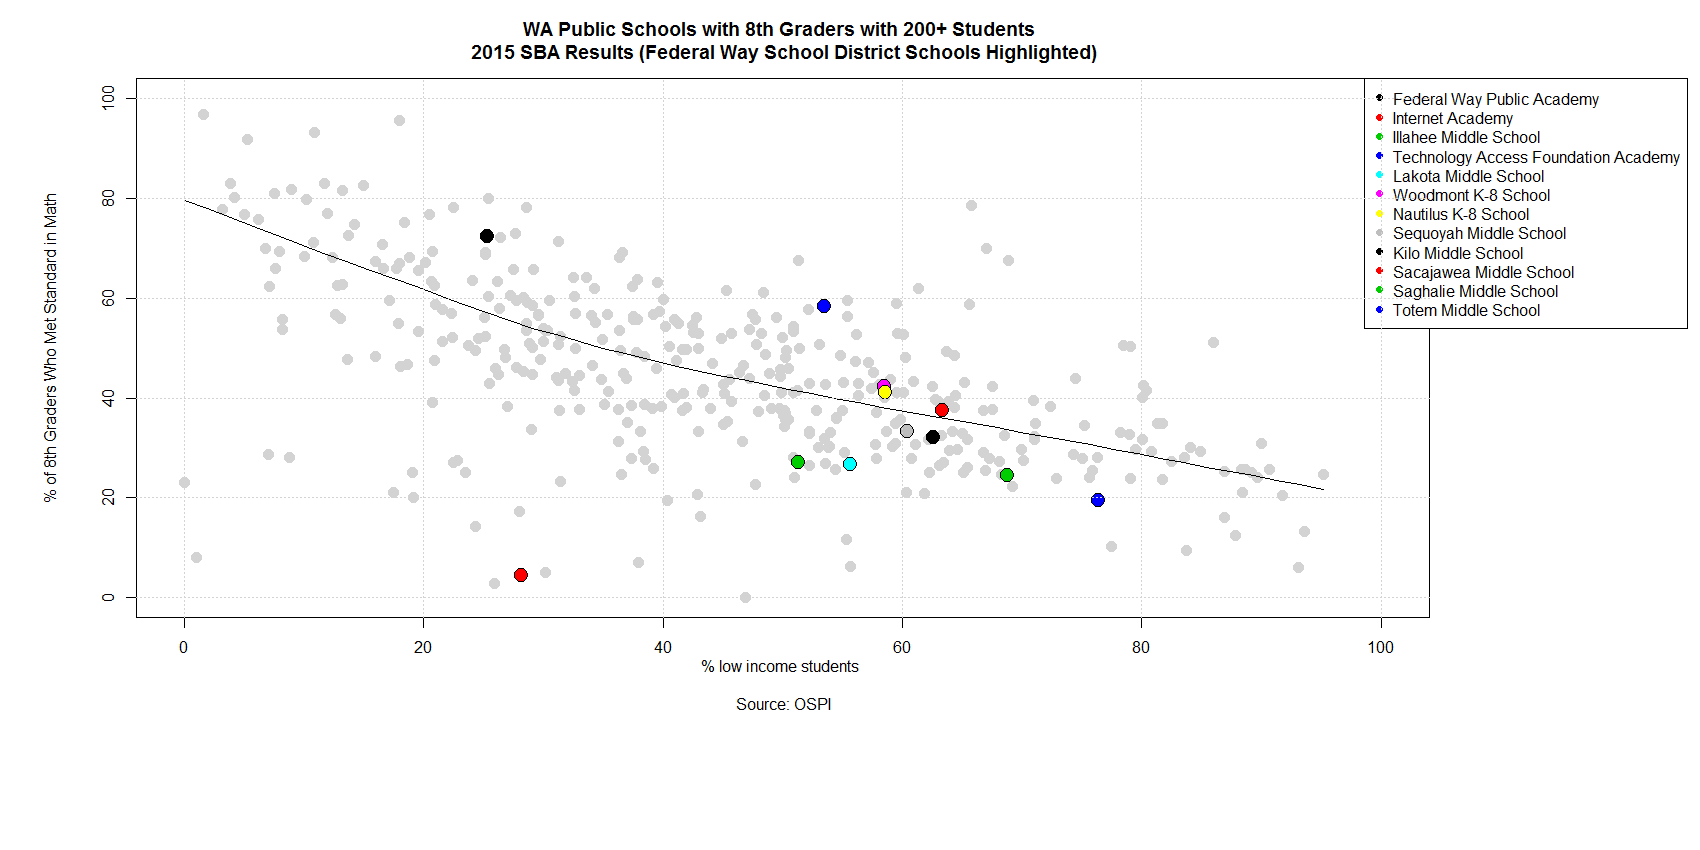 WA Public Schools with 8th Graders with 200+ Students
2015 SBA Results (Federal Way School District Schools Highlighted)
% of 8th Graders Who Met Standard in Math
100
80
60
40
20
0
Federal Way Public Academy
Internet Academy
Illahee Middle School
Technology Access Foundation Academy
Lakota Middle School
Woodmont K-8 School
Nautilus K-8 School
Sequoyah Middle School
Kilo Middle School
Sacajawea Middle School
Saghalie Middle School
Totem Middle School
0 20 40 60 80 100
% low income students
Source: OSPI